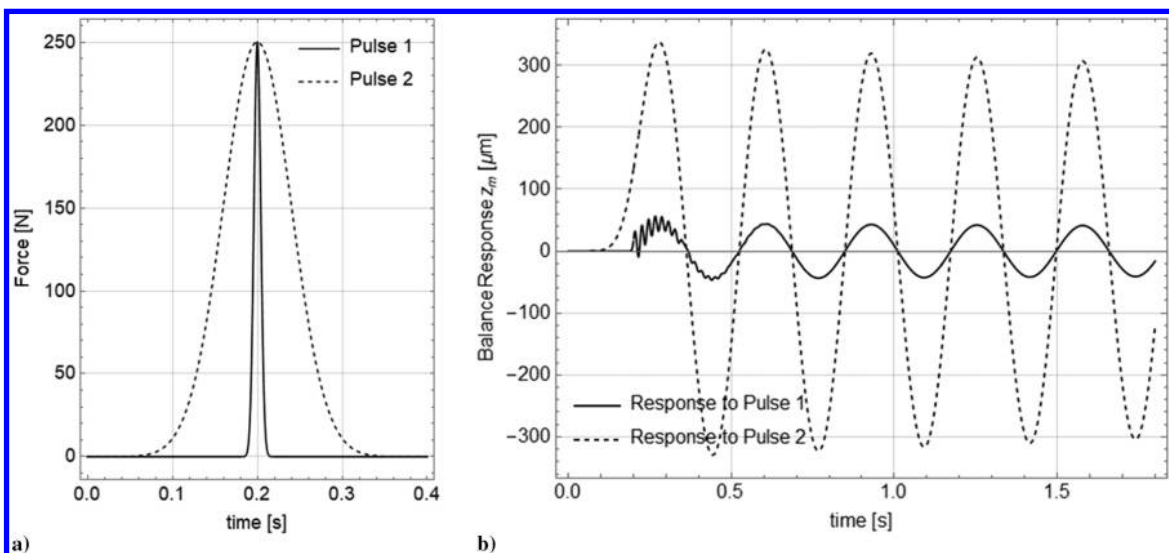 250
200
150
100
50
0
Force [N]
Pulse 1
Pulse 2
0.0 0.1 0.2 0.3 0.4
time [s]
a)
300
200
100
0
−100
−200
−300
Balance Response zm [µm]
Response to Pulse 1
Response to Pulse 2
0.0 0.5 1.0 1.5
time [s]
b)